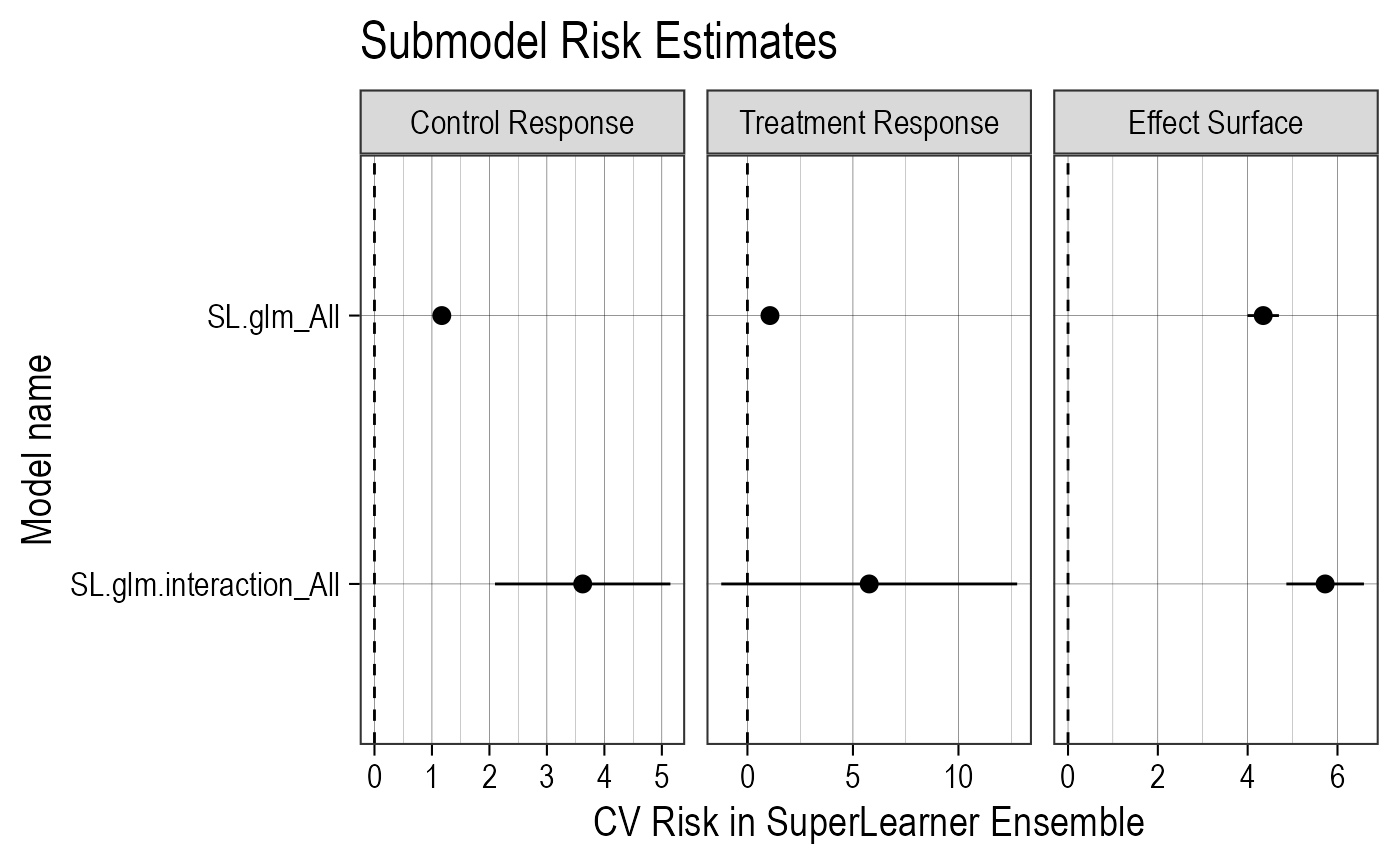 Submodel Risk Estimates
Control Response
Treatment Response
Effect Surface
SL.glm_All
SL.glm.interaction_All
Model name
0 1 2 3 4 5
0 5 10
0 2 4 6
CV Risk in SuperLearner Ensemble